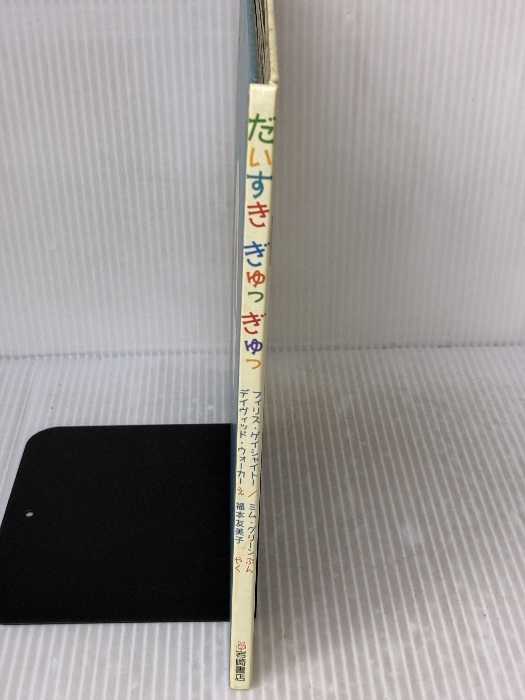 だいすき ぎゅっ ぎゅっ
フィリス・ゲイシャイトー/ミム・グリーン ぶん
デイヴィッド・ウォーカー え 福本友美子 やく
岩崎書店